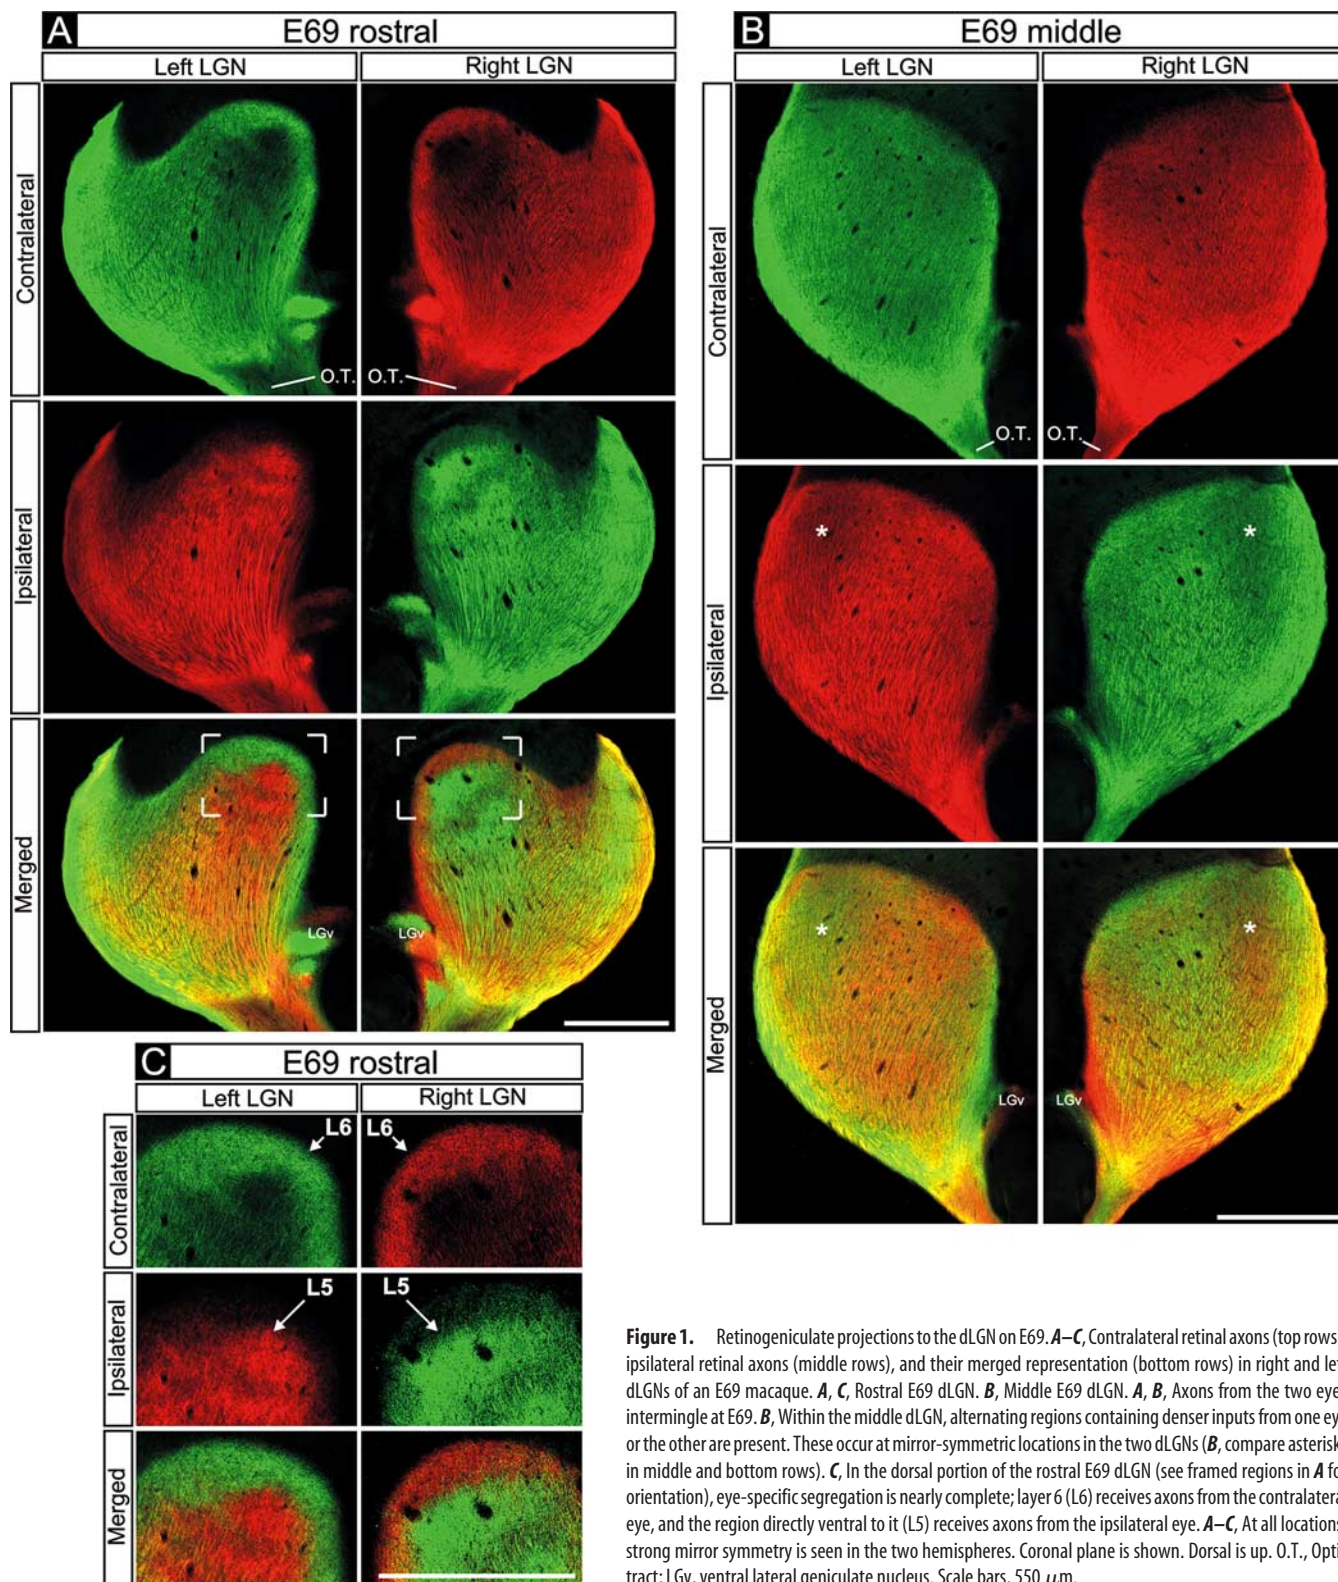 A E69 rostral
Left LGN Right LGN
Contralateral
O.T. O.T.
Ipsilateral
Merged
LGv LGv
B E69 middle
Left LGN Right LGN
Contralateral
O.T. O.T.
Ipsilateral
* *
Merged
* *
LGv LGv
C E69 rostral
Left LGN Right LGN
Contralateral
L6 L6
Ipsilateral
L5 L5
Merged
Figure 1. Retinogeniculate projections to the dLGN on E69. A–C, Contralateral retinal axons (top rows
ipsilateral retinal axons (middle rows), and their merged representation (bottom rows) in right and lef
dLGNs of an E69 macaque. A, C, Rostral E69 dLGN. B, Middle E69 dLGN. A, B, Axons from the two eye
intermingle at E69. B, Within the middle dLGN, alternating regions containing denser inputs from one ey
or the other are present. These occur at mirror-symmetric locations in the two dLGNs (B, compare asterisk
in middle and bottom rows). C, In the dorsal portion of the rostral E69 dLGN (see framed regions in A fo
orientation), eye-specific segregation is nearly complete; layer 6 (L6) receives axons from the contralatera
eye, and the region directly ventral to it (L5) receives axons from the ipsilateral eye. A–C, At all locations
strong mirror symmetry is seen in the two hemispheres. Coronal plane is shown. Dorsal is up. O.T., Opti
tract; LGv, ventral lateral geniculate nucleus. Scale bars, 550 μm.